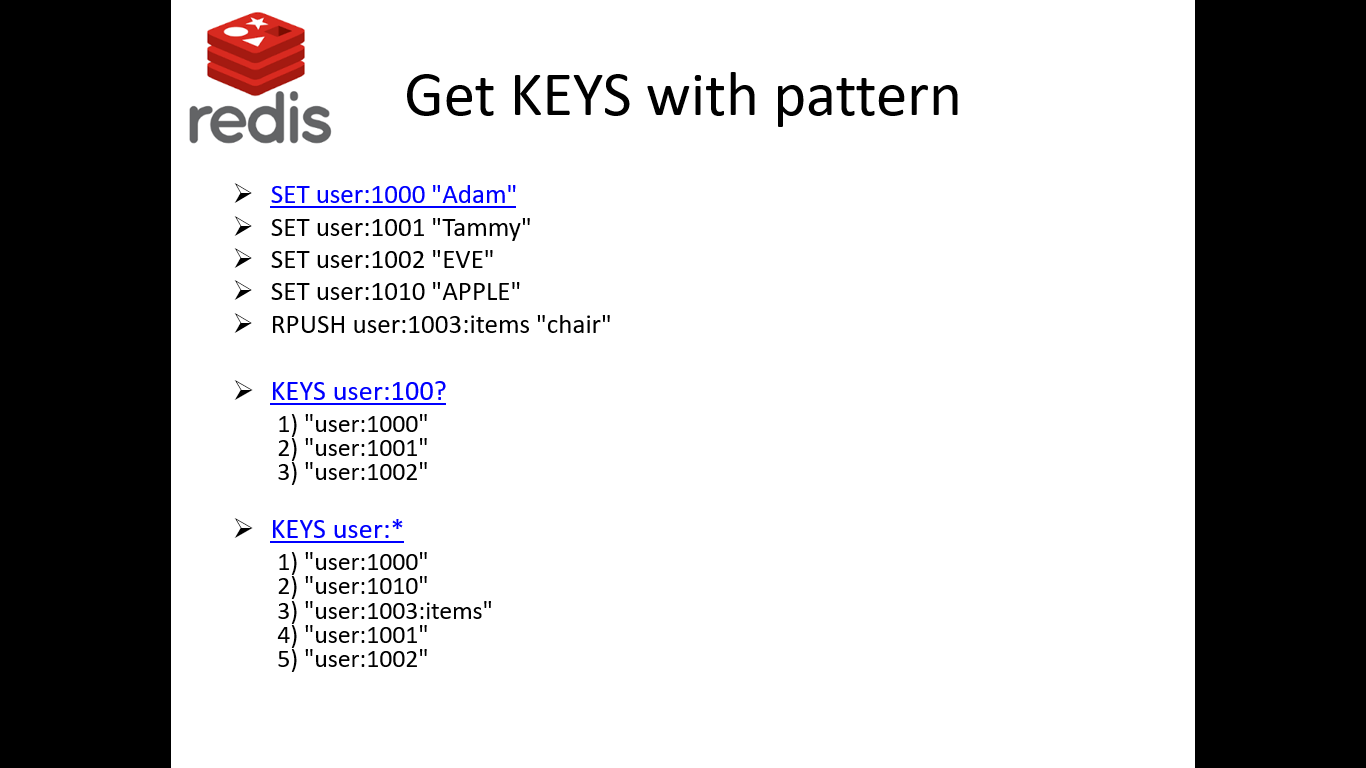 redis
Get KEYS with pattern
SET user:1000 "Adam"
SET user:1001 "Tammy"
SET user:1002 "EVE"
SET user:1010 "APPLE"
RPUSH user:1003:items "chair"
KEYS user:100?
1) "user:1000"
2) "user:1001"
3) "user:1002"
KEYS user:*
1) "user:1000"
2) "user:1010"
3) "user:1003:items"
4) "user:1001"
5) "user:1002"